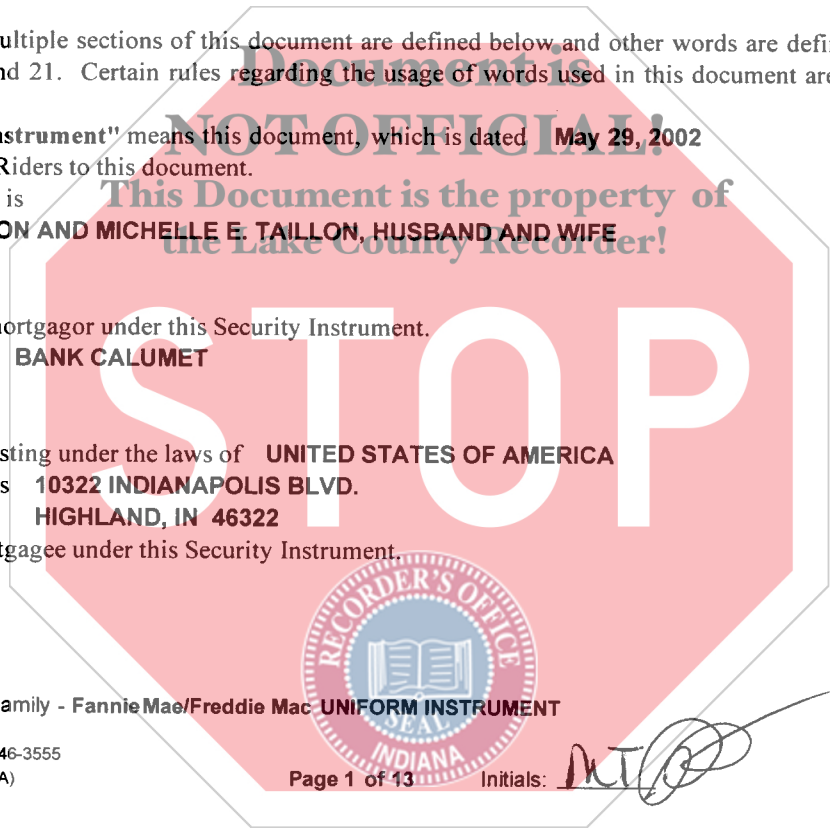 ultiple sections of this document are defined below and other words are defi
nd 21. Certain rules regarding the usage of words used in this document are
Document is
NOT OFFICIAL!
This Document is the property of
the Lake County Recorder!
nstrument" means this document, which is dated May 29, 2002
Riders to this document.
is
ON AND MICHELLE E. TAILLON, HUSBAND AND WIFE
ortgagor under this Security Instrument.
BANK CALUMET
STOP
sting under the laws of UNITED STATES OF AMERICA
s 10322 INDIANAPOLIS BLVD.
HIGHLAND, IN 46322
tgagee under this Security Instrument.
RECORDER'S OFFICE
SEAL
INDIANA
amily - Fannie Mae/Freddie Mac UNIFORM INSTRUMENT
46-3555
A)
Page 1 of 13 Initials: MT